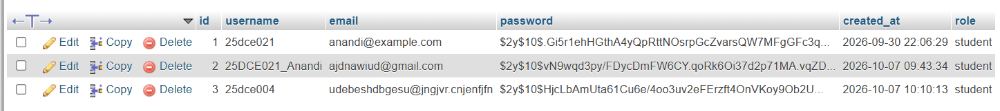 ←T→ id username email password created_at role
Edit Copy Delete 1 25dce021 anandi@example.com $2y$10$.Gi5r1ehHGthA4yQpRttNOsrpGcZvarsQW7MFgGFc3q... 2026-09-30 22:06:29 student
Edit Copy Delete 2 25DCE021_Anandi ajdnawiud@gmail.com $2y$10$vN9wqd3py/FDycDmFW6CY.qoRk6Oi37d2p71MA.vqZD... 2026-10-07 09:43:34 student
Edit Copy Delete 3 25dce004 udebeshdbgesu@jngjvr.cnjenfjfn $2y$10$HjcLbAmUta61Cu6e/4oo3uv2eFErzft4OnVKoy9Ob2U... 2026-10-07 10:10:13 student